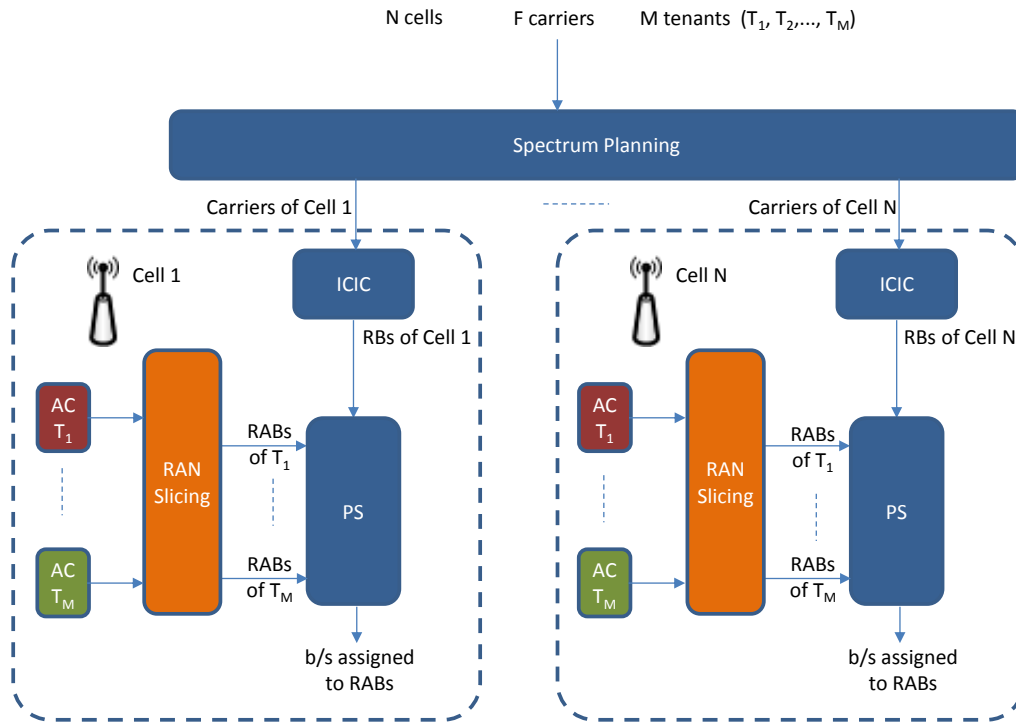 N cells F carriers M tenants (T1, T2,..., TM)
Spectrum Planning
Carriers of Cell 1
Carriers of Cell N
Cell 1
ICIC
RBs of Cell 1
AC
T1
RAN
Slicing
RABs
of T1
PS
AC
TM
RABs
of TM
b/s assigned
to RABs
Cell N
ICIC
RBs of Cell N
AC
T1
RAN
Slicing
RABs
of T1
PS
AC
TM
RABs
of TM
b/s assigned
to RABs